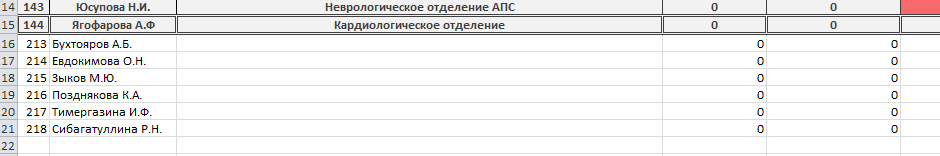 14 143 Юсупова Н.И. Неврологическое отделение АПС 0 0
15 144 Ягофарова А.Ф Кардиологическое отделение 0 0
16 213 Бухтояров А.Б. 0 0
17 214 Евдокимова О.Н. 0 0
18 215 Зыков М.Ю. 0 0
19 216 Позднякова К.А. 0 0
20 217 Тимергазина И.Ф. 0 0
21 218 Сибагатуллина Р.Н. 0 0
22